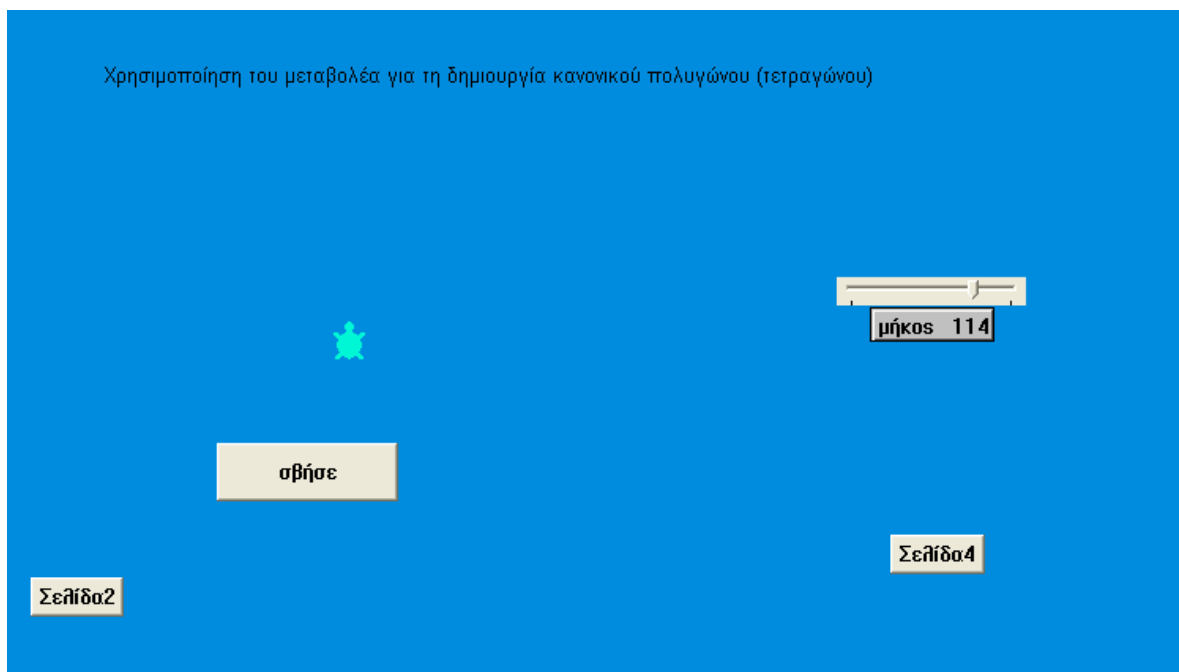 Χρησιμοποίηση του μεταβολέα για τη δημιουργία κανονικού πολυγώνου (τετραγώνου)
μήκος 114
σβήσε
Σελίδα4
Σελίδα2